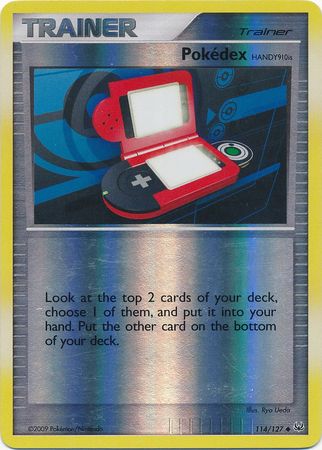 TRAINER
Trainer
Pokédex HANDY910is
Look at the top 2 cards of your deck,
choose 1 of them, and put it into your
hand. Put the other card on the bottom
of your deck.
Illus. Ryo Ueda
©2009 Pokémon/Nintendo
114/127